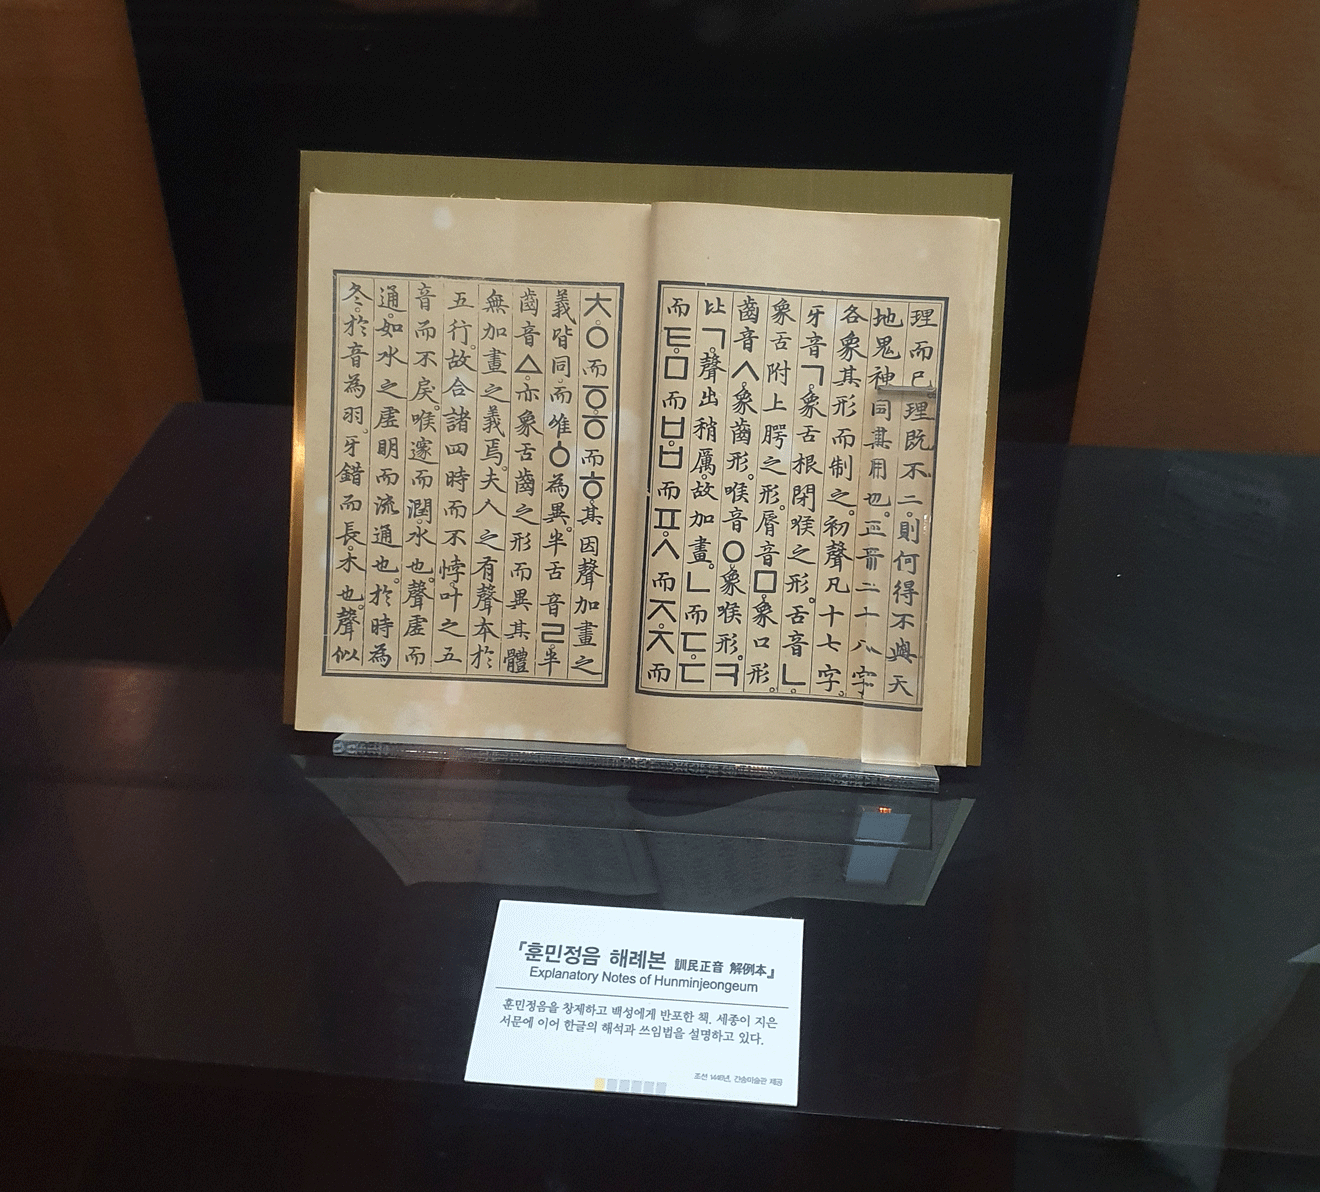 理而已。理既不二。則何得不與天
地鬼神同其用也。正音二十八字。
各象其形而制之。初聲凡十七字。
牙音ㄱ。象舌根閉喉之形。舌音ㄴ。
象舌附上腭之形。脣音ㅁ。象口形。
齒音ㅅ。象齒形。喉音ㅇ。象喉形。ㅋ
比ㄱ。聲出稍厲。故加畫。ㄴ而ㄷ。ㄷ
而ㅌ。ㅁ而ㅂ。ㅂ而ㅍ。ㅅ而ㅈ。ㅈ而
ㅊ。ㅇ而ㆆ。ㆆ而ㅎ。其因聲加畫之
義皆同。而唯ㆁ為異。半舌音ㄹ。半
齒音ㅿ。亦象舌齒之形而異其體。
無加畫之義焉。夫人之有聲本於
五行。故合諸四時而不悖。叶之五
音而不戾。喉邃而潤。水也。聲虛而
通。如水之虛明而流通也。於時為
冬。於音為羽。牙錯而長。木也。聲似
『훈민정음 해례본 訓民正音 解例本』
Explanatory Notes of Hunminjeongeum
훈민정음을 창제하고 백성에게 반포한 책. 세종이 지은
서문에 이어 한글의 해석과 쓰임법을 설명하고 있다.
조선 1446년, 간송미술관 제공